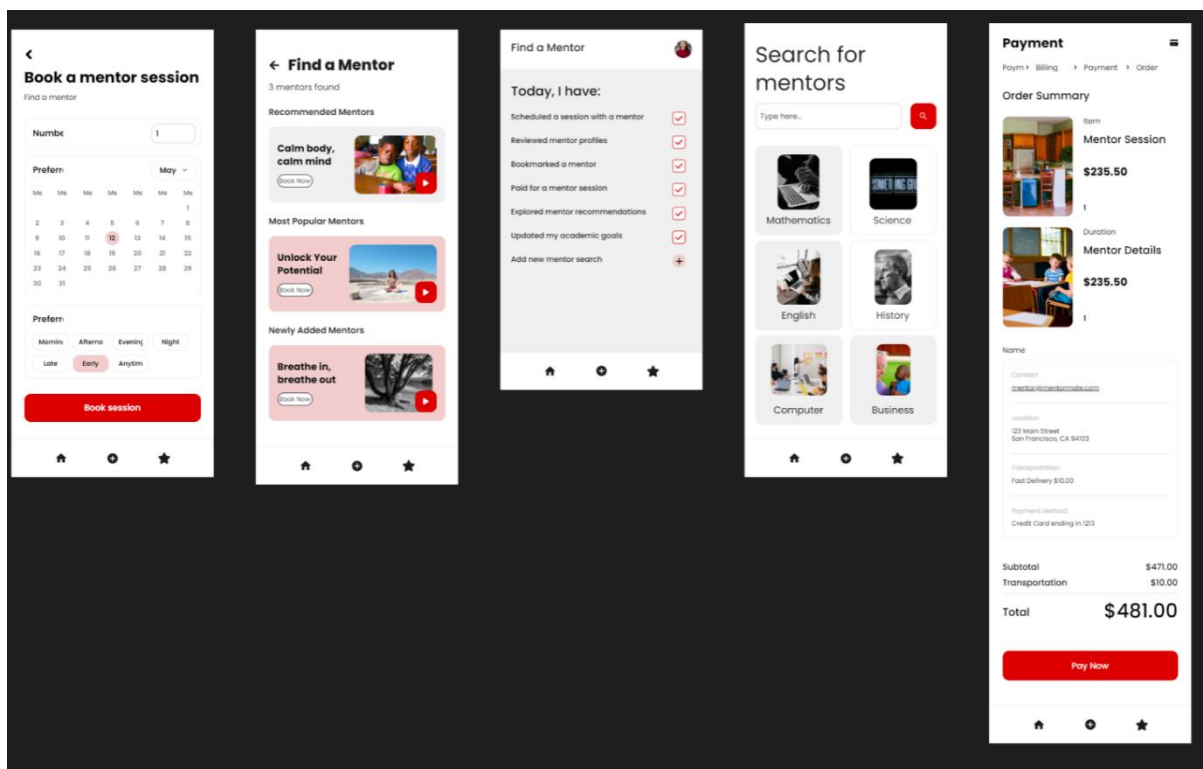 Book a mentor session
Find a mentor
Numbe
1
Preferr
May
Me Me Me Me Me Me Me
1
2 3 4 5 6 7 8
9 10 11 12 13 14 15
16 17 18 19 20 21 22
23 24 25 26 27 28 29
30 31
Preferr
Mornin Afterno Evening Night
Late Early Anytim
Book session
Find a Mentor
3 mentors found
Recommended Mentors
Calm body,
calm mind
Book Now
Most Popular Mentors
Unlock Your
Potential
Book Now
Newly Added Mentors
Breathe in,
breathe out
Book Now
Find a Mentor
Today, I have:
Scheduled a session with a mentor
Reviewed mentor profiles
Bookmarked a mentor
Paid for a mentor session
Explored mentor recommendations
Updated my academic goals
Add new mentor search
Search for
mentors
Type here...
Mathematics
Science
English
History
Computer
Business
Payment
Paym > Billing > Payment > Order
Order Summary
Item
Mentor Session
$235.50
1
Duration
Mentor Details
$235.50
1
Name
Contact
mentor@mentormate.com
Location
123 Main Street
San Francisco, CA 94103
Transportation
Fast Delivery $10.00
Payment Method
Credit Card ending in 1213
Subtotal $471.00
Transportation $10.00
Total $481.00
Pay Now